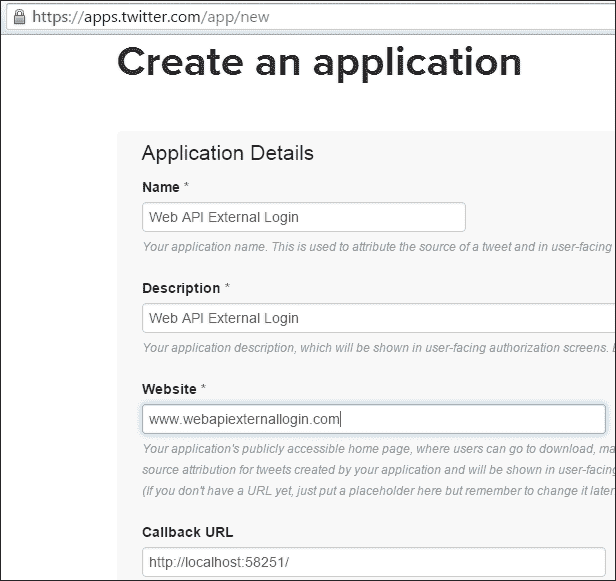 https://apps.twitter.com/app/new
Create an application
Application Details
Name *
Web API External Login
Your application name. This is used to attribute the source of a tweet and in user-facing
Description *
Web API External Login
Your application description, which will be shown in user-facing authorization screens.
Website *
www.webapiexternallogin.com
Your application's publicly accessible home page, where users can go to download, ma
source attribution for tweets created by your application and will be shown in user-facing
(If you don't have a URL yet, just put a placeholder here but remember to change it later
Callback URL
http://localhost:58251/